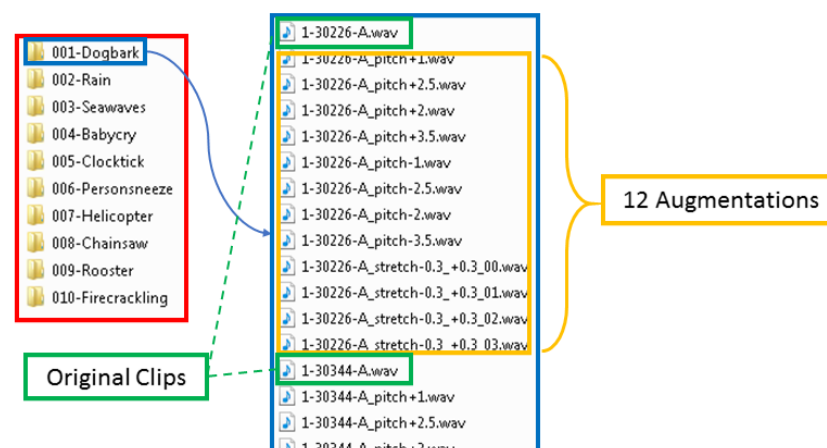 001-Dogbark
002-Rain
003-Seawaves
004-Babycry
005-Clocktick
006-Personsneeze
007-Helicopter
008-Chainsaw
009-Rooster
010-Firecrackling
Original Clips
1-30226-A.wav
1-30226-A_pitch+1.wav
1-30226-A_pitch+2.5.wav
1-30226-A_pitch+2.wav
1-30226-A_pitch+3.5.wav
1-30226-A_pitch-1.wav
1-30226-A_pitch-2.5.wav
1-30226-A_pitch-2.wav
1-30226-A_pitch-3.5.wav
1-30226-A_stretch-0.3_+0.3_00.wav
1-30226-A_stretch-0.3_+0.3_01.wav
1-30226-A_stretch-0.3_+0.3_02.wav
1-30226-A_stretch-0.3_+0.3_03.wav
1-30344-A.wav
1-30344-A_pitch+1.wav
1-30344-A_pitch+2.5.wav
1-30344-A_pitch+2.wav
12 Augmentations